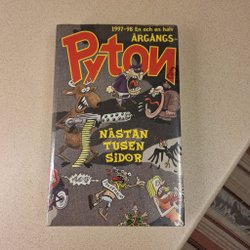 1997-98 En och en halv
ÅRGÅNGS-
Pyton
NÄSTAN
TUSEN
SIDOR